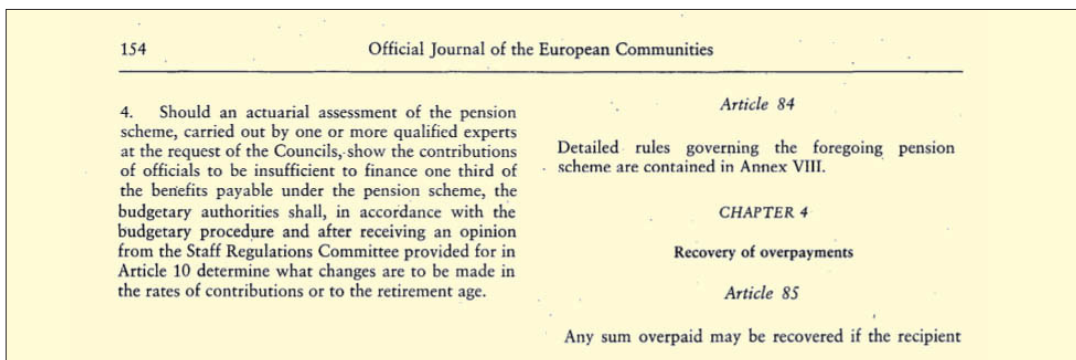 154
Official Journal of the European Communities
4. Should an actuarial assessment of the pension
scheme, carried out by one or more qualified experts
at the request of the Councils, show the contributions
of officials to be insufficient to finance one third of
the benefits payable under the pension scheme, the
budgetary authorities shall, in accordance with the
budgetary procedure and after receiving an opinion
from the Staff Regulations Committee provided for in
Article 10 determine what changes are to be made in
the rates of contributions or to the retirement age.
Article 84
Detailed rules governing the foregoing pension
scheme are contained in Annex VIII.
CHAPTER 4
Recovery of overpayments
Article 85
Any sum overpaid may be recovered if the recipient